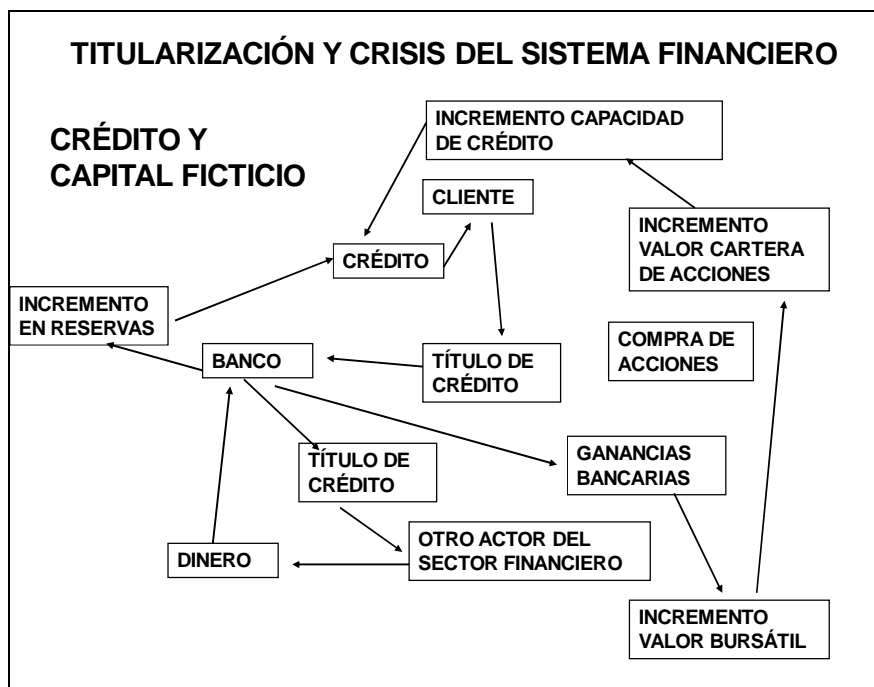 TITULARIZACIÓN Y CRISIS DEL SISTEMA FINANCIERO
CRÉDITO Y
CAPITAL FICTICIO
INCREMENTO CAPACIDAD
DE CRÉDITO
CLIENTE
INCREMENTO
VALOR CARTERA
DE ACCIONES
CRÉDITO
INCREMENTO
EN RESERVAS
BANCO
TÍTULO DE
CRÉDITO
COMPRA DE
ACCIONES
TÍTULO DE
CRÉDITO
GANANCIAS
BANCARIAS
DINERO
OTRO ACTOR DEL
SECTOR FINANCIERO
INCREMENTO
VALOR BURSÁTIL